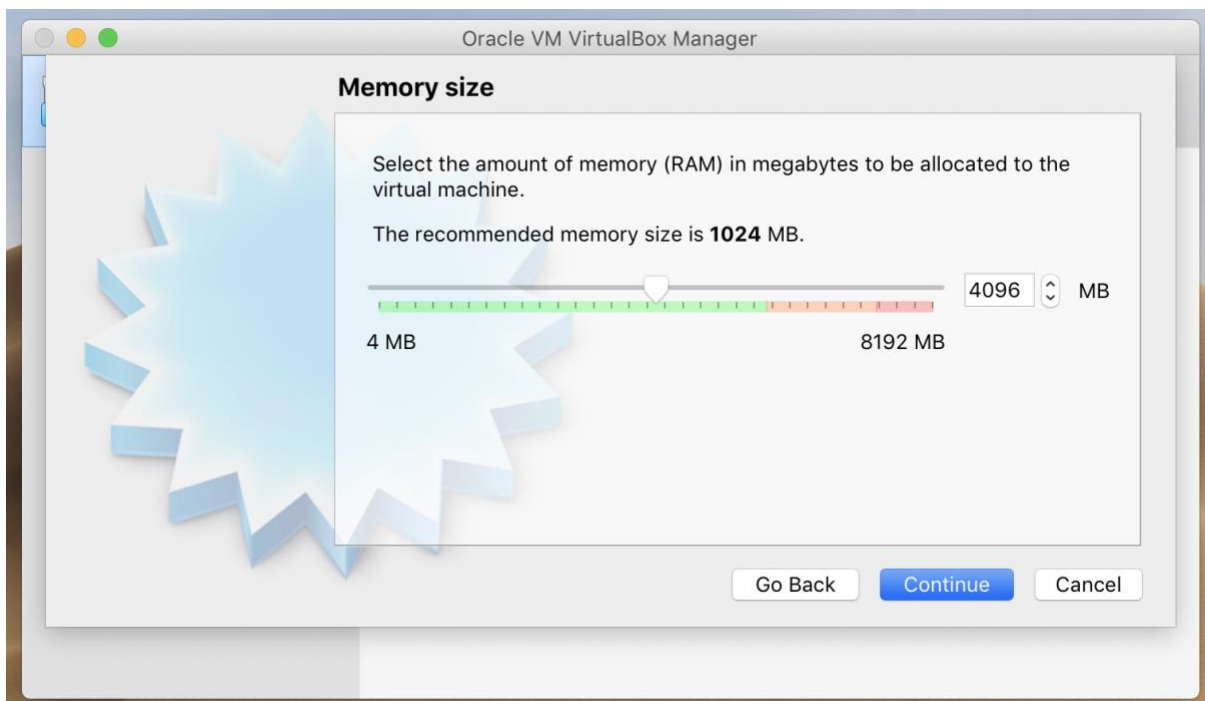 Oracle VM VirtualBox Manager
Memory size
Select the amount of memory (RAM) in megabytes to be allocated to the
virtual machine.
The recommended memory size is 1024 MB.
4096 MB
4 MB 8192 MB
Go Back Continue Cancel